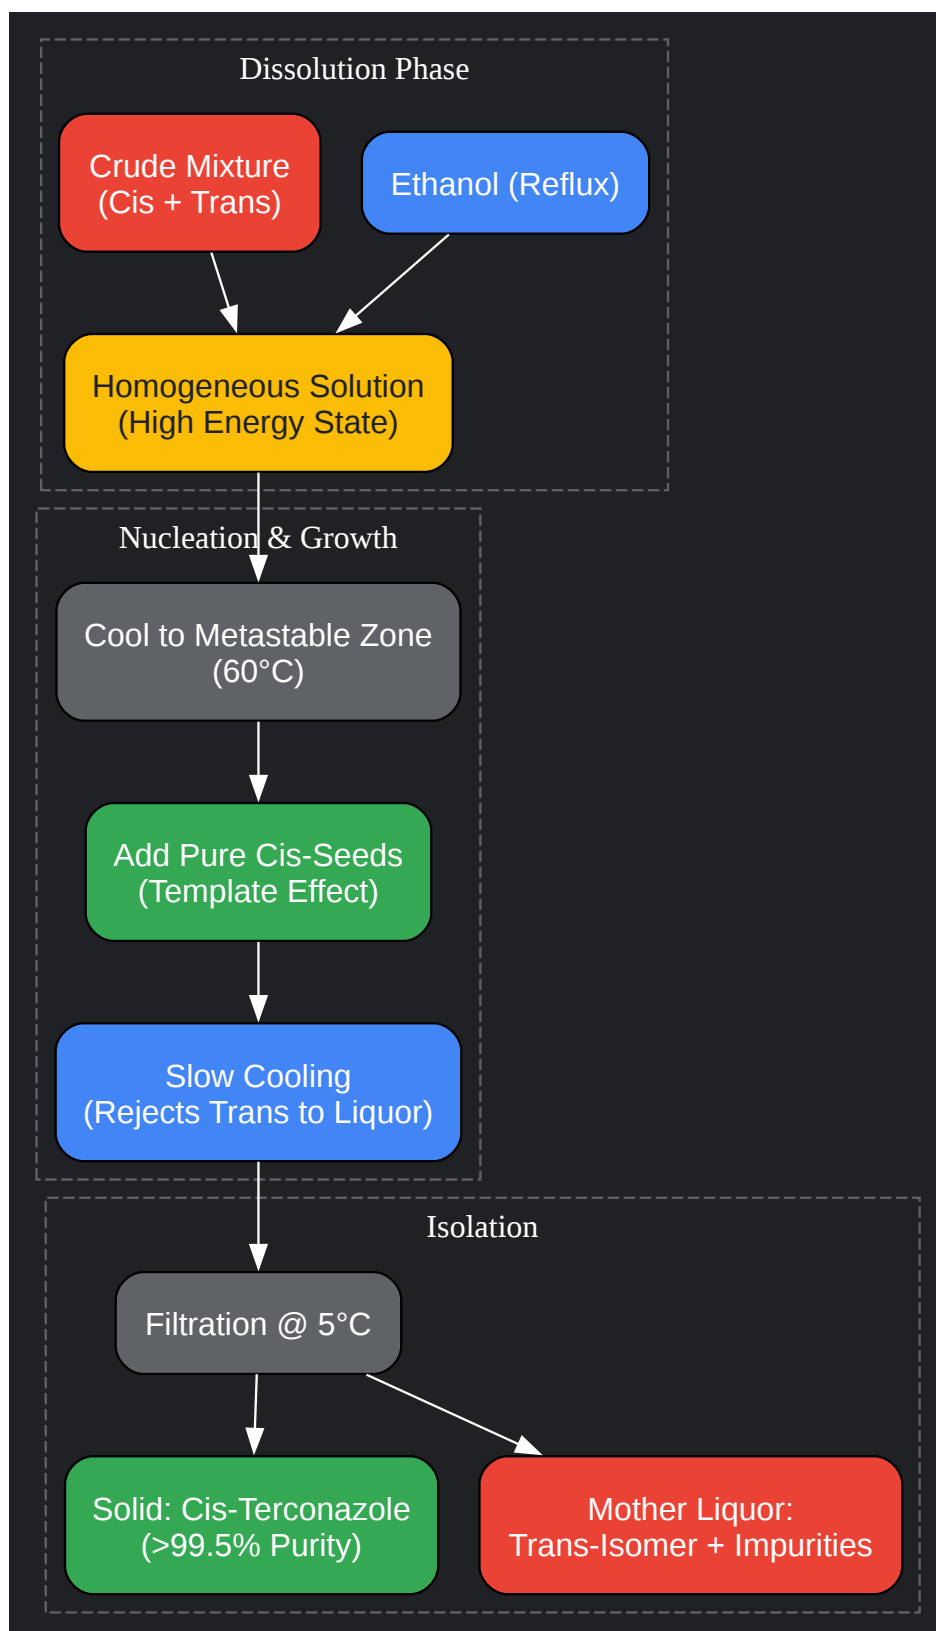 Dissolution Phase
Crude Mixture
(Cis + Trans)
Ethanol (Reflux)
Homogeneous Solution
(High Energy State)
Nucleation & Growth
Cool to Metastable Zone
(60°C)
Add Pure Cis-Seeds
(Template Effect)
Slow Cooling
(Rejects Trans to Liquor)
Isolation
Filtration @ 5°C
Solid: Cis-Terconazole
(>99.5% Purity)
Mother Liquor:
Trans-Isomer + Impurities